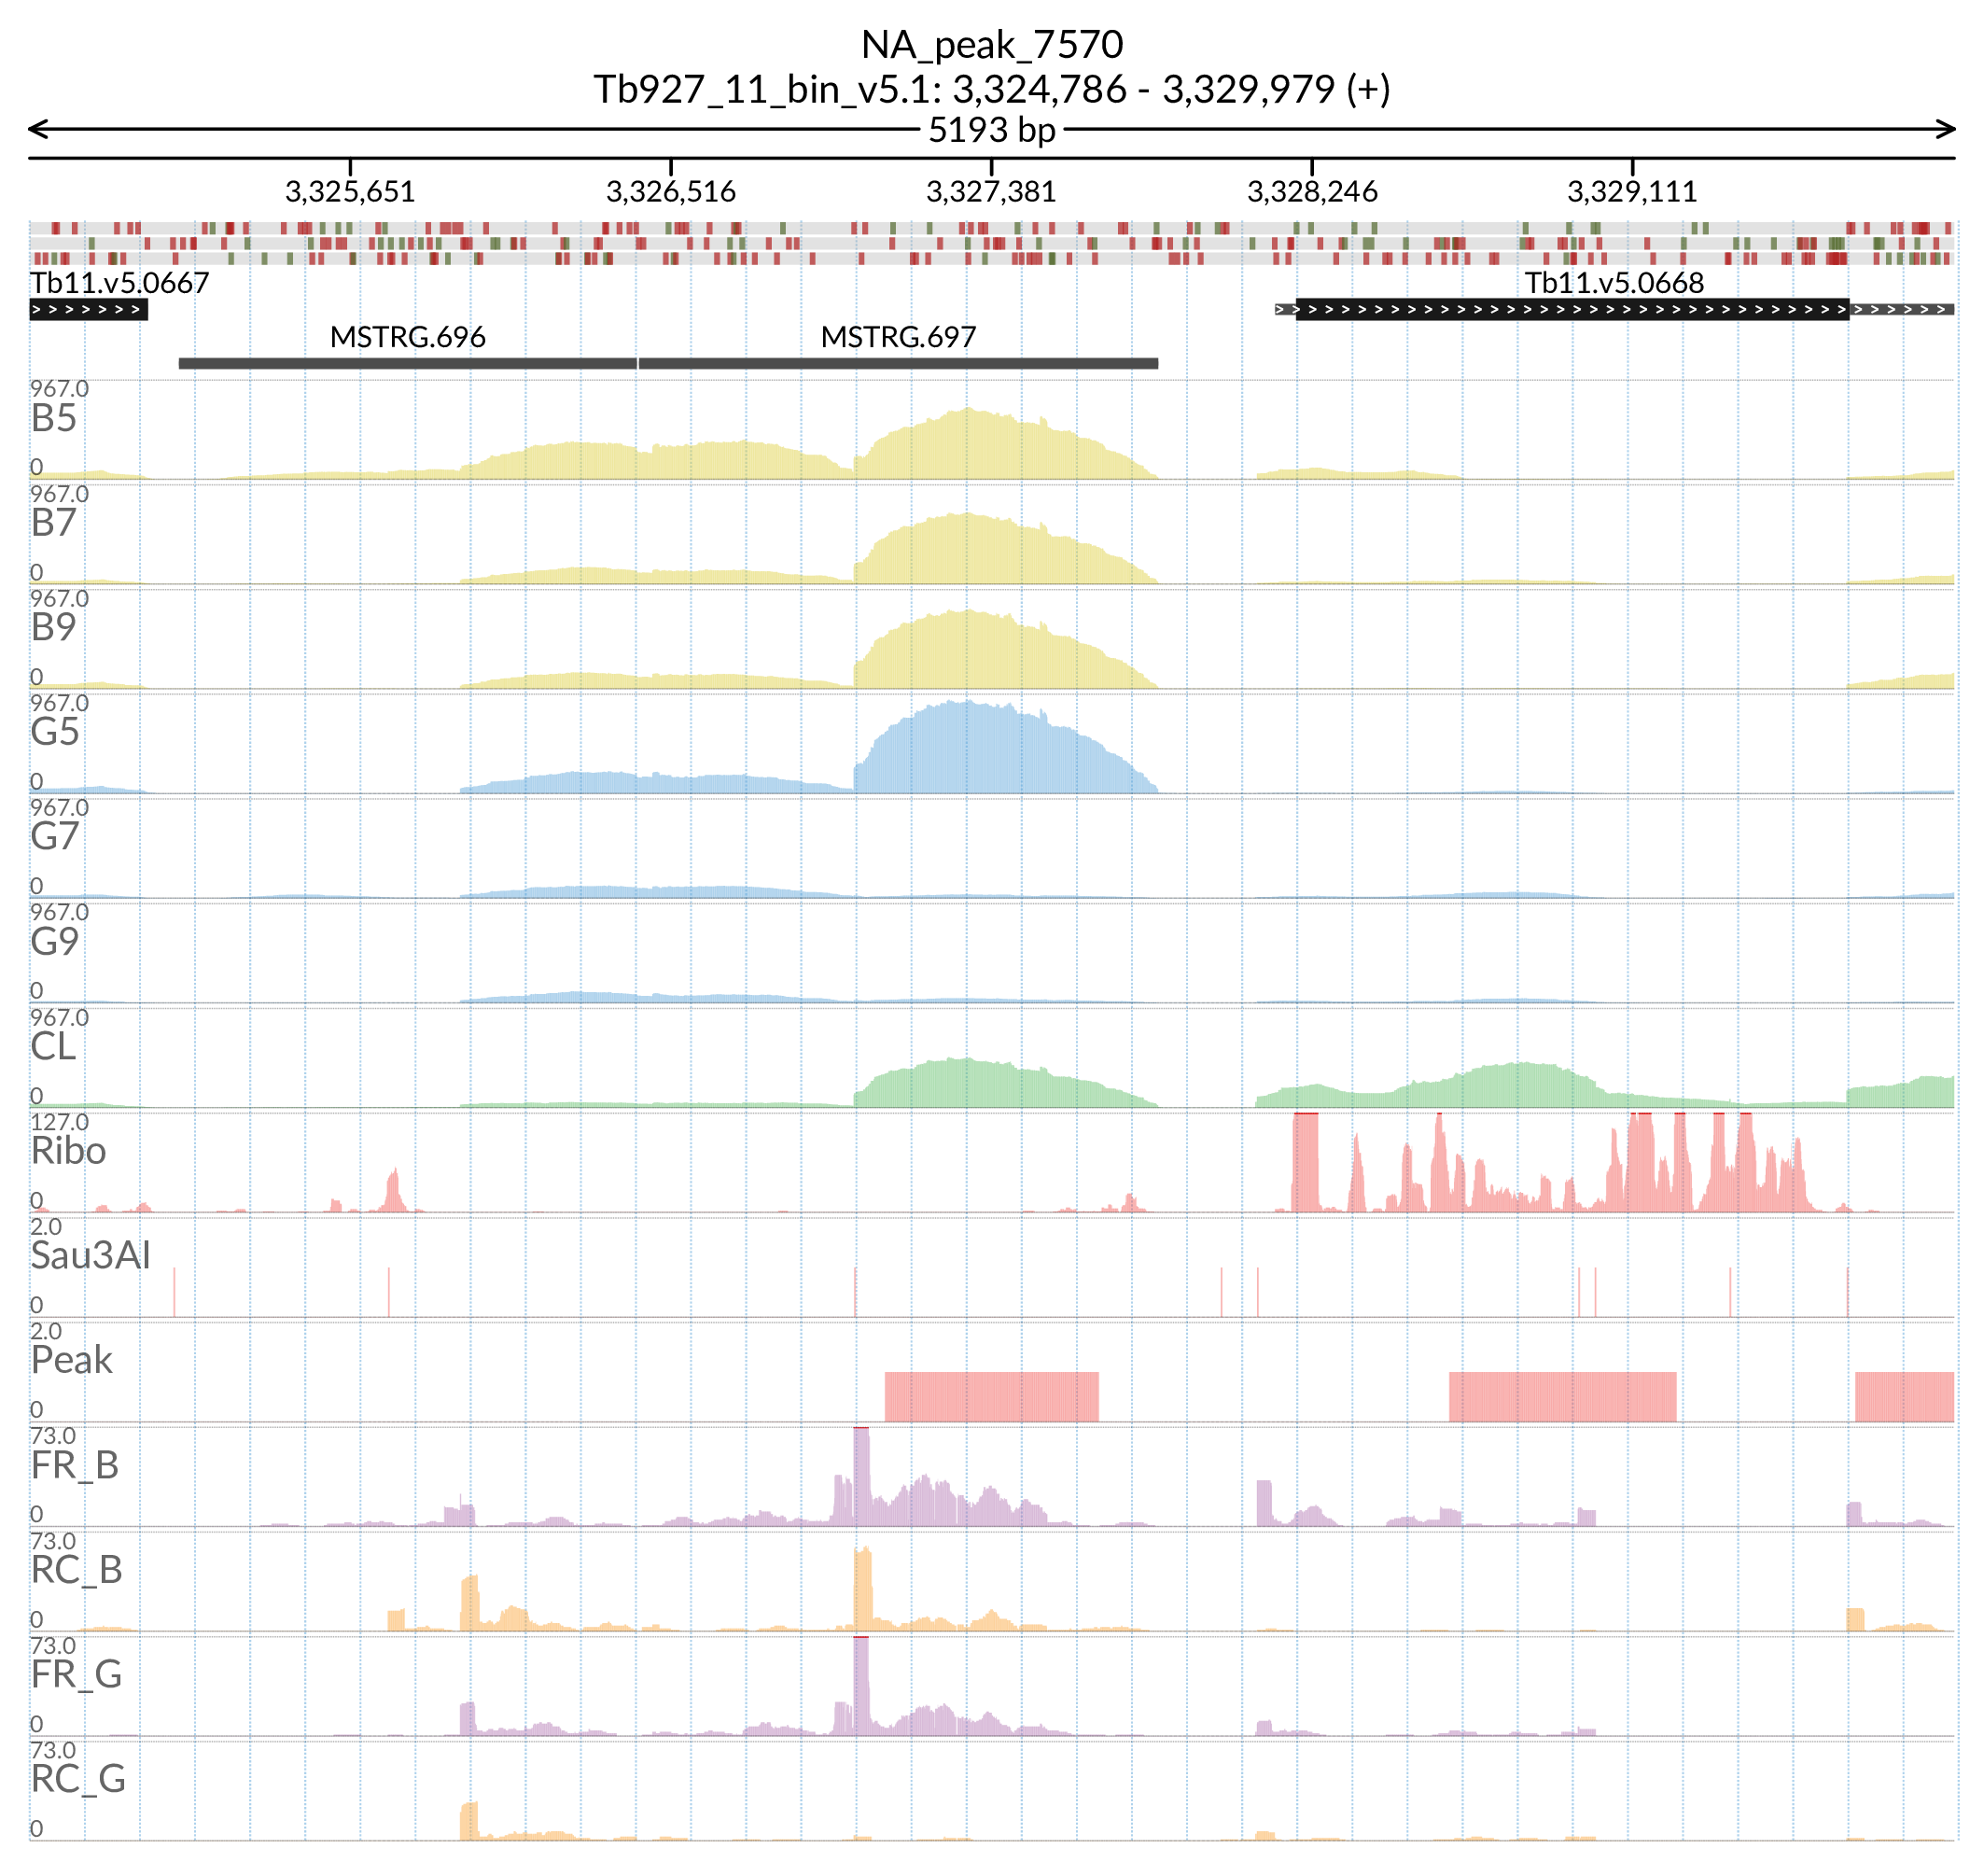 NA_peak_7570
Tb927_11_bin_v5.1: 3,324,786 - 3,329,979 (+)
5193 bp
3,325,651 3,326,516 3,327,381 3,328,246 3,329,111
Tb11.v5.0667 Tb11.v5.0668
MSTRG.696 MSTRG.697
967.0
B5
0
967.0
B7
0
967.0
B9
0
967.0
G5
0
967.0
G7
0
967.0
G9
0
967.0
CL
0
127.0
Ribo
0
2.0
Sau3AI
0
2.0
Peak
0
73.0
FR_B
0
73.0
RC_B
0
73.0
FR_G
0
73.0
RC_G
0